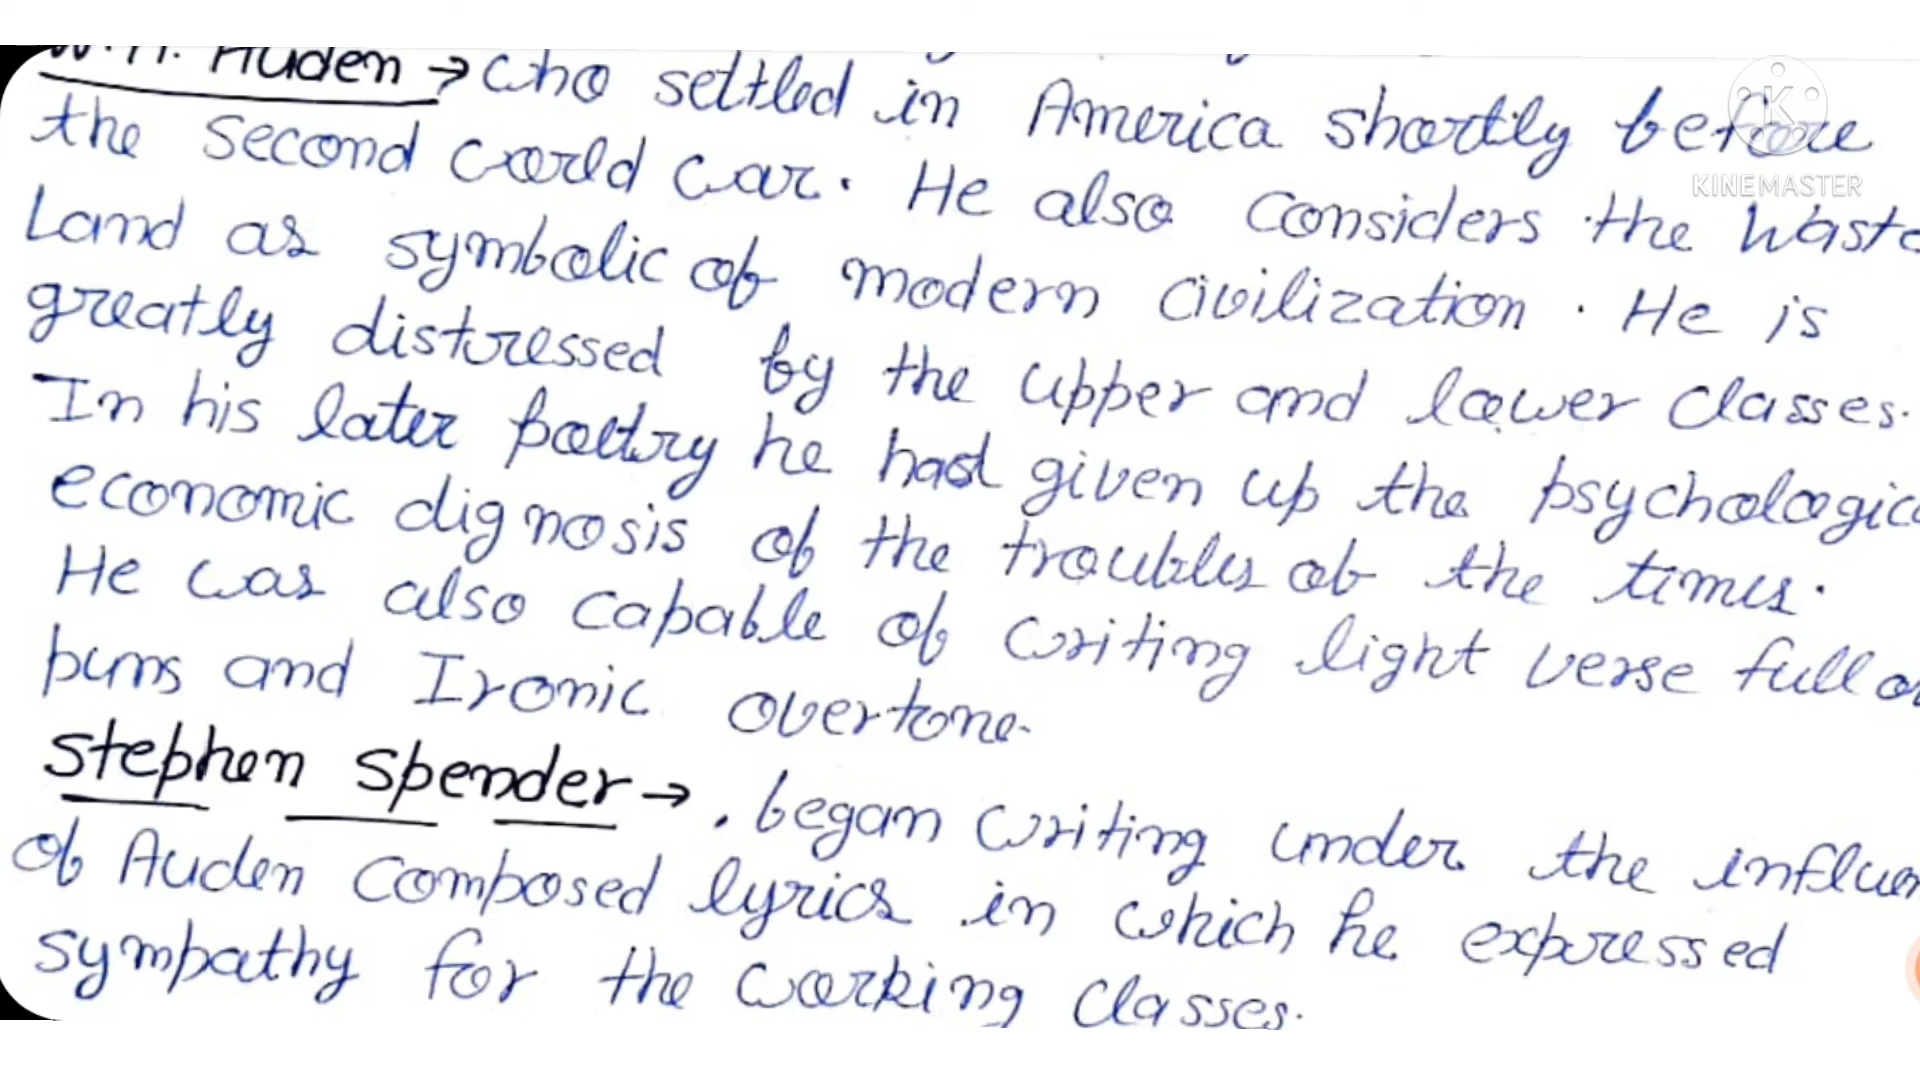 W.H. Auden → who settled in America shortly before
the Second world war. He also considers the waste
Land as symbolic of modern civilization. He is
greatly distressed by the upper and lower classes.
In his later poetry he had given up the psychologic
economic dignosis of the troubles of the times.
He was also capable of writing light verse full of
puns and Ironic overtone.
Stephen Spender → . began writing under the influen
of Auden composed lyrics in which he expressed
sympathy for the working classes.
KINEMASTER